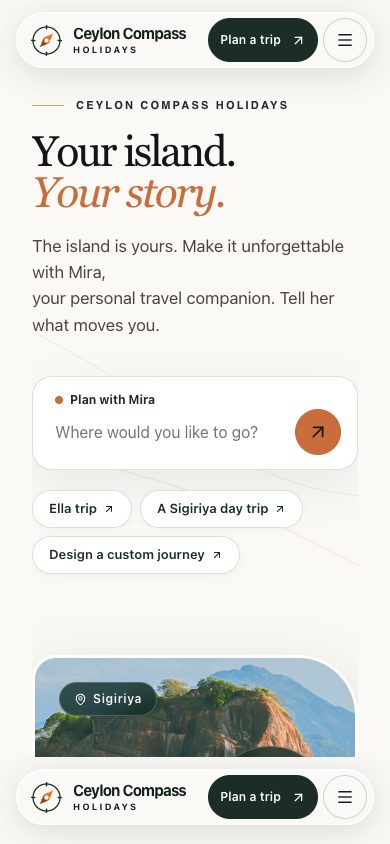 Ceylon Compass
HOLIDAYS
Plan a trip
CEYLON COMPASS HOLIDAYS
Your island.
Your story.
The island is yours. Make it unforgettable
with Mira,
your personal travel companion. Tell her
what moves you.
Plan with Mira
Where would you like to go?
Ella trip
A Sigiriya day trip
Design a custom journey
Sigiriya
Ceylon Compass
HOLIDAYS
Plan a trip